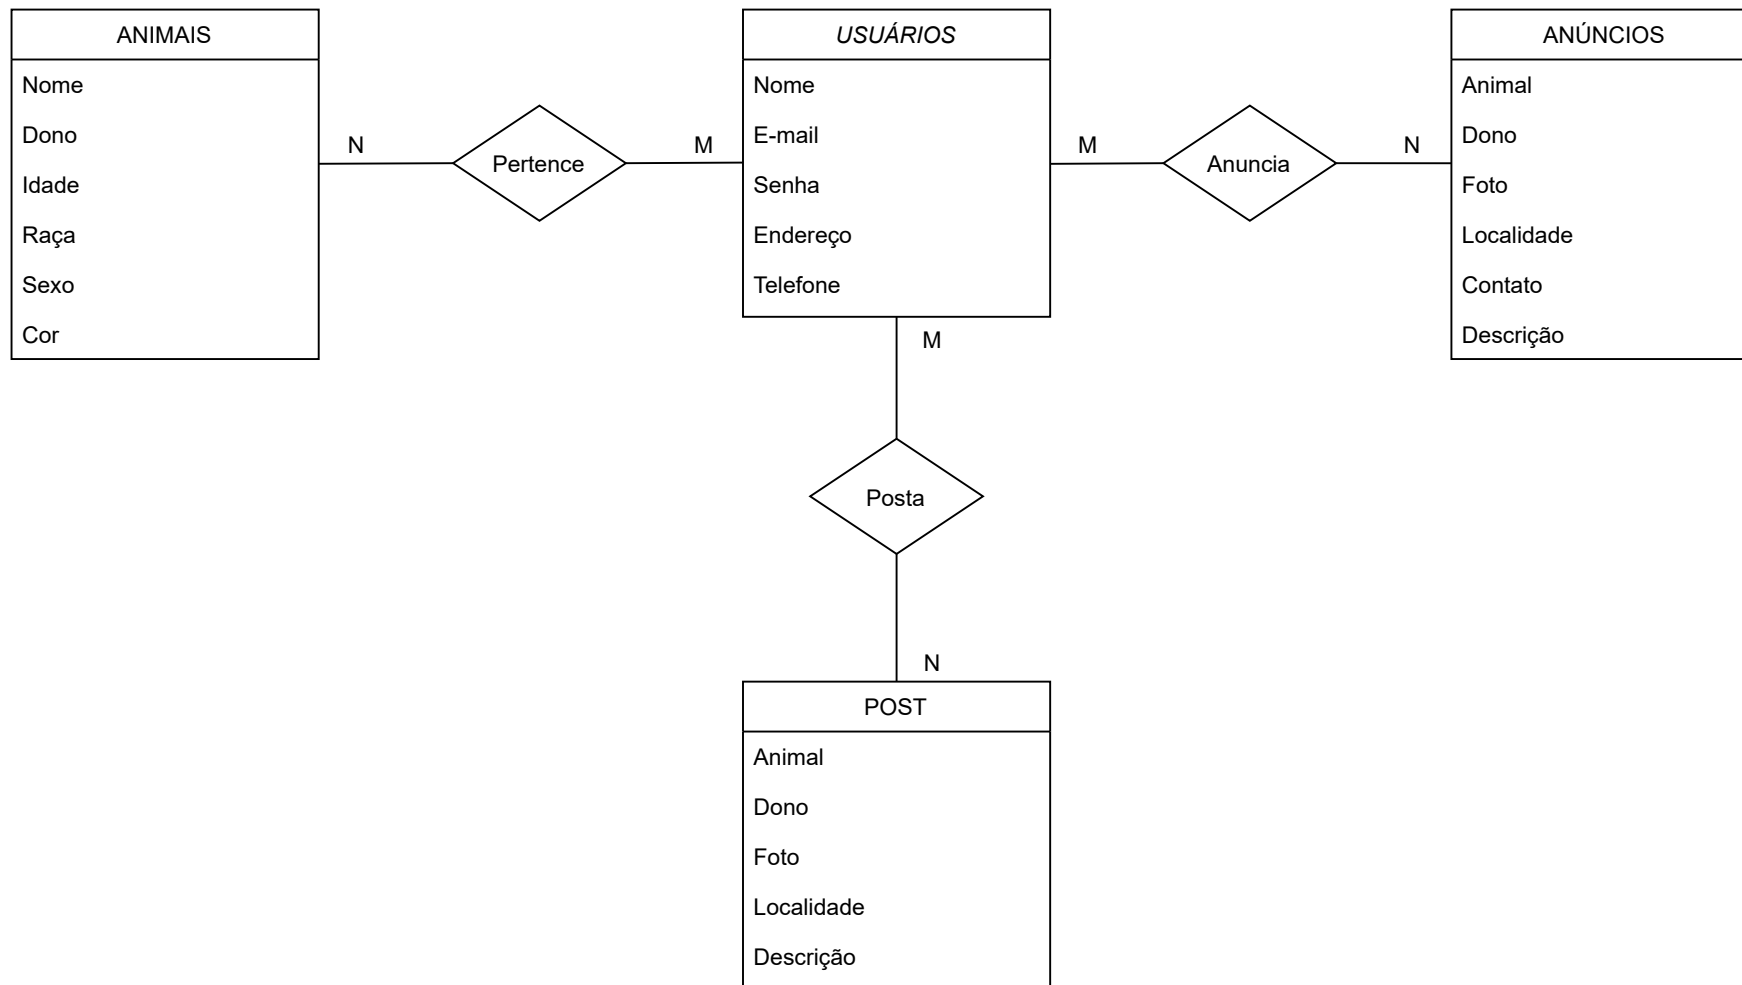 ANIMAIS
Nome
Dono
Idade
Raça
Sexo
Cor
N
Pertence
M
USUÁRIOS
Nome
E-mail
Senha
Endereço
Telefone
M
Anuncia
N
ANÚNCIOS
Animal
Dono
Foto
Localidade
Contato
Descrição
M
Posta
N
POST
Animal
Dono
Foto
Localidade
Descrição